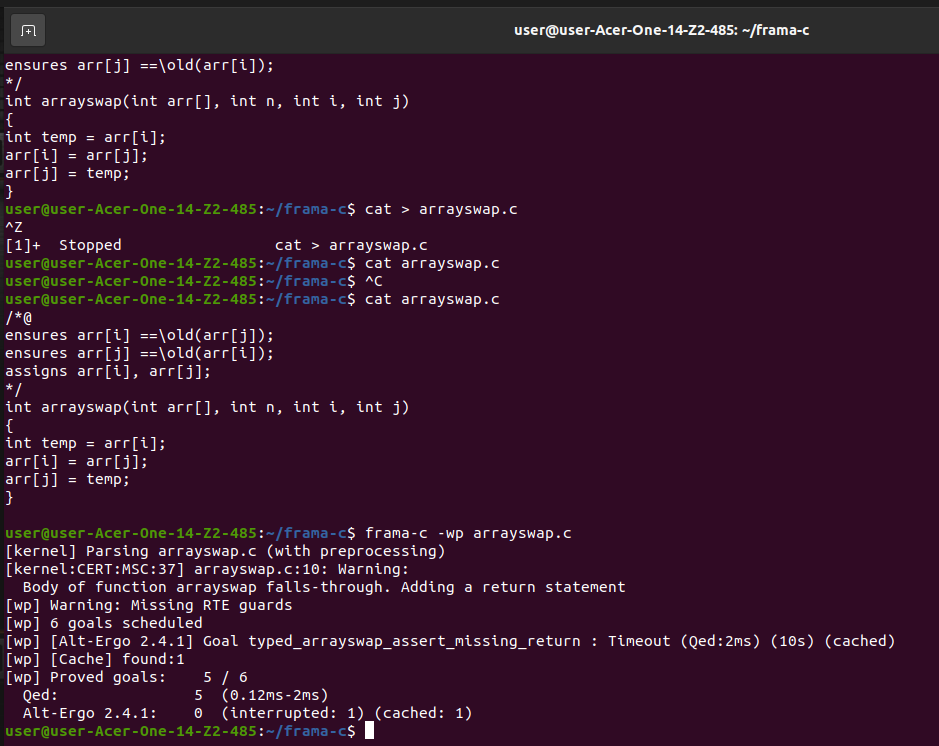 user@user-Acer-One-14-Z2-485: ~/frama-c
ensures arr[j] ==\old(arr[i]);
*/
int arrayswap(int arr[], int n, int i, int j)
{
int temp = arr[i];
arr[i] = arr[j];
arr[j] = temp;
}
user@user-Acer-One-14-Z2-485:~/frama-c$ cat > arrayswap.c
^Z
[1]+  Stopped                 cat > arrayswap.c
user@user-Acer-One-14-Z2-485:~/frama-c$ cat arrayswap.c
user@user-Acer-One-14-Z2-485:~/frama-c$ ^C
user@user-Acer-One-14-Z2-485:~/frama-c$ cat arrayswap.c
/*@
ensures arr[i] ==\old(arr[j]);
ensures arr[j] ==\old(arr[i]);
assigns arr[i], arr[j];
*/
int arrayswap(int arr[], int n, int i, int j)
{
int temp = arr[i];
arr[i] = arr[j];
arr[j] = temp;
}
user@user-Acer-One-14-Z2-485:~/frama-c$ frama-c -wp arrayswap.c
[kernel] Parsing arrayswap.c (with preprocessing)
[kernel:CERT:MSC:37] arrayswap.c:10: Warning:
  Body of function arrayswap falls-through. Adding a return statement
[wp] Warning: Missing RTE guards
[wp] 6 goals scheduled
[wp] [Alt-Ergo 2.4.1] Goal typed_arrayswap_assert_missing_return : Timeout (Qed:2ms) (10s) (cached)
[wp] [Cache] found:1
[wp] Proved goals:    5 / 6
  Qed:               5  (0.12ms-2ms)
  Alt-Ergo 2.4.1:    0  (interrupted: 1) (cached: 1)
user@user-Acer-One-14-Z2-485:~/frama-c$